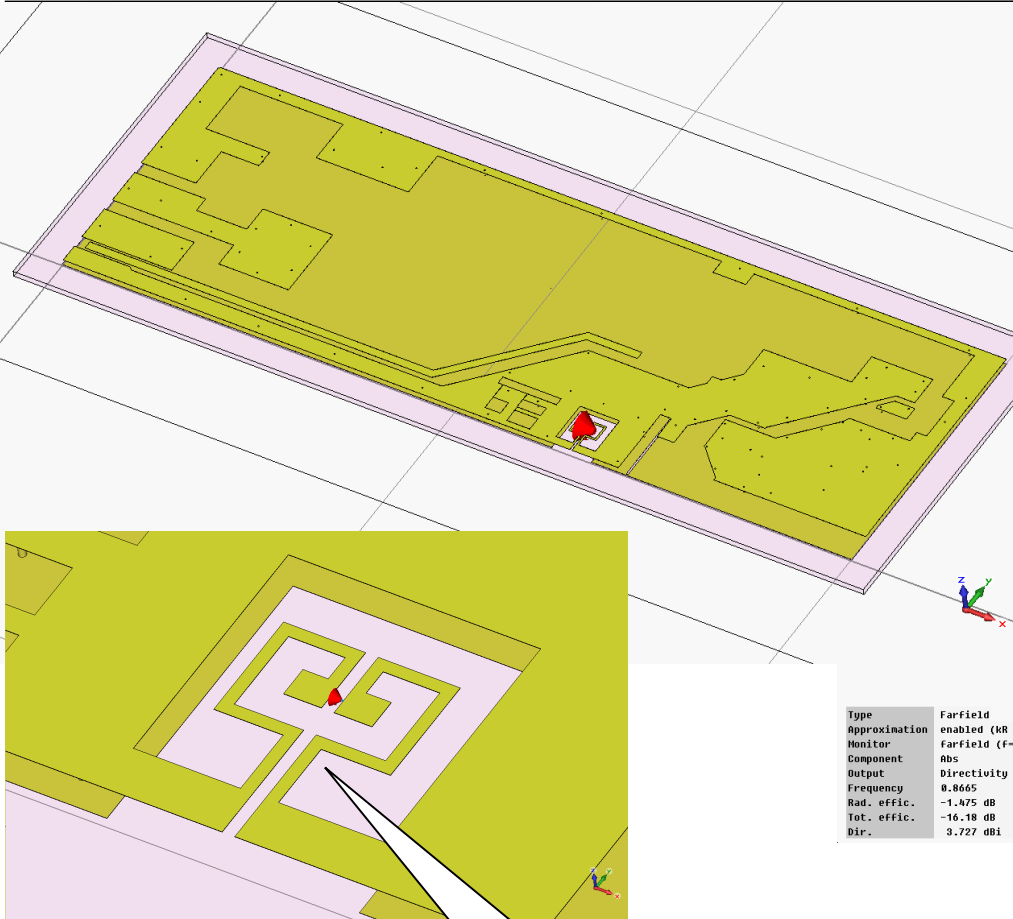 z
y
x
Type Farfield
Approximation enabled (kR
Monitor farfield (f=
Component Abs
Output Directivity
Frequency 0.8665
Rad. effic. -1.475 dB
Tot. effic. -16.18 dB
Dir. 3.727 dBi